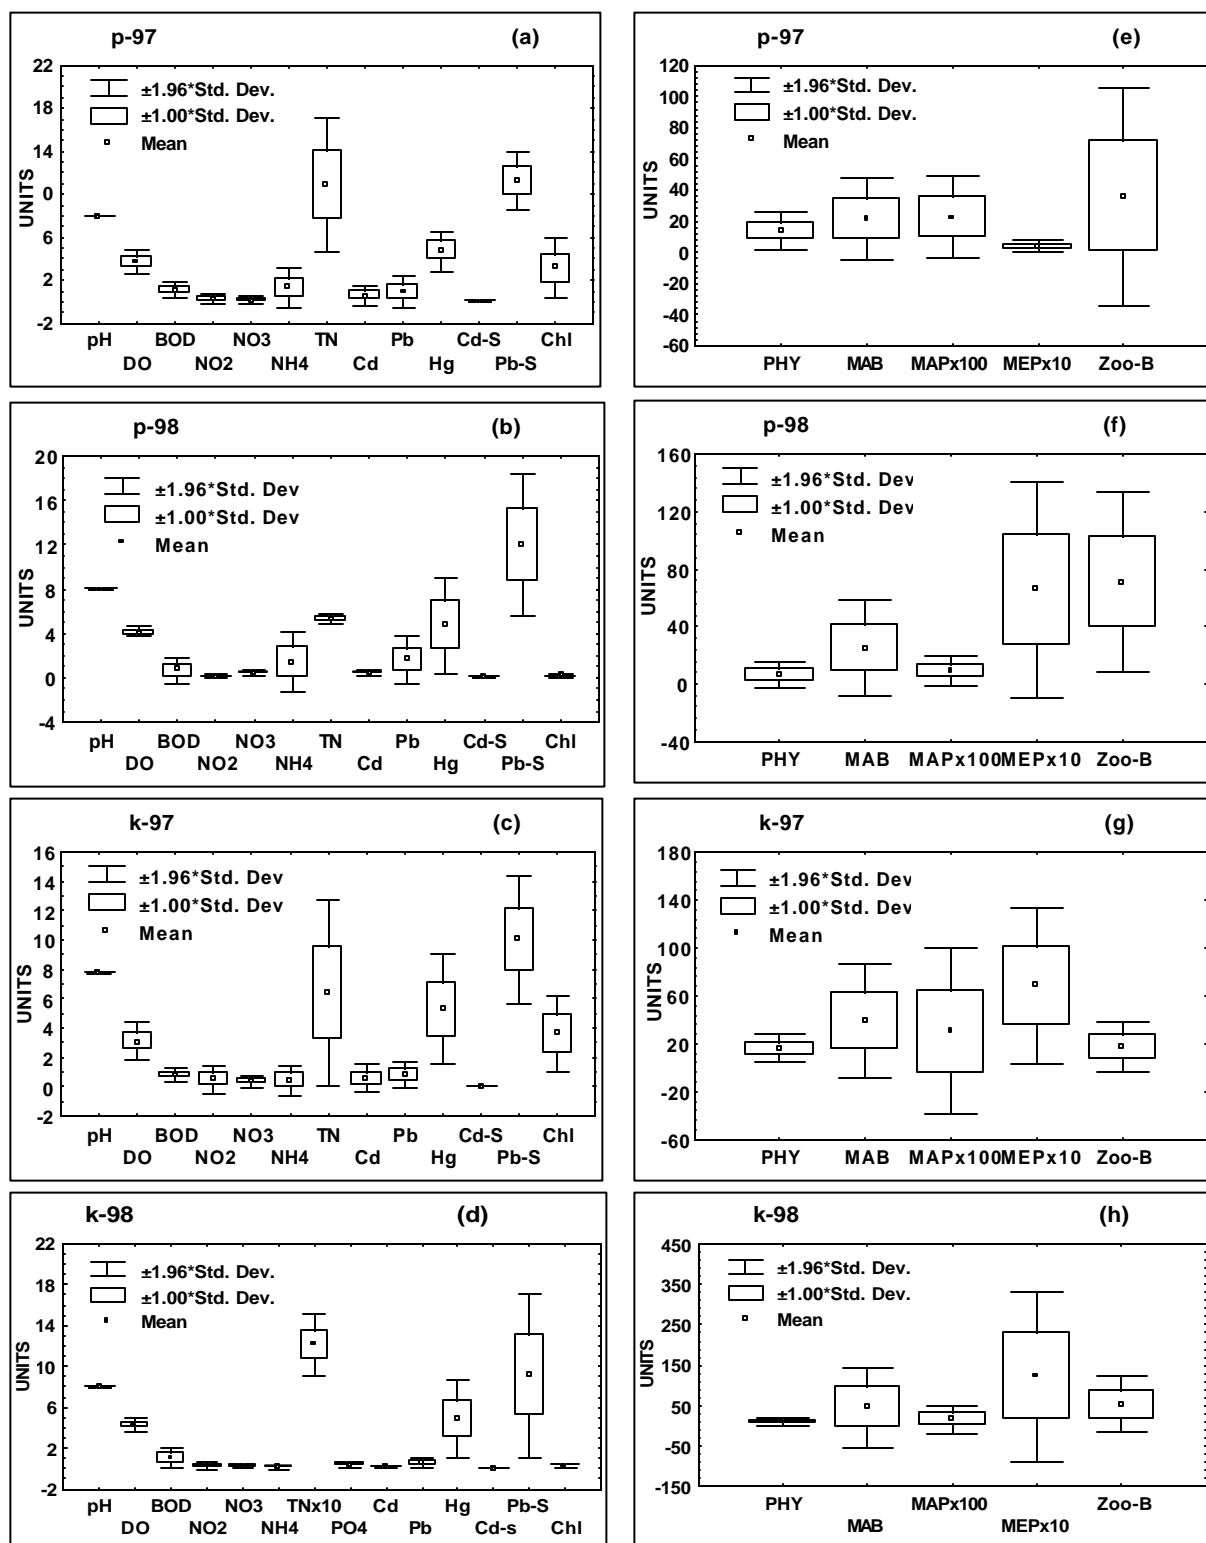 p-97 (a)
UNITS
22
18
14
0
6
2
-2
±1.96*Std. Dev.
±1.00*Std. Dev.
Mean
pH BOD NO3 TN Pb Cd-S Chl
DO NO2 NH4 Cd Hg Pb-S
p-97 (e)
UNITS
120
100
80
60
40
20
0
-20
-40
-60
±1.96*Std. Dev.
±1.00*Std. Dev.
Mean
PHY MAB MAPx100 MEPx10 Zoo-B
p-98 (b)
UNITS
20
16
12
8
4
0
-4
±1.96*Std. Dev
±1.00*Std. Dev
Mean
pH BOD NO3 TN Pb Cd-S Chl
DO NO2 NH4 Cd Hg Pb-S
p-98 (f)
UNITS
160
120
80
40
0
-40
±1.96*Std. Dev
±1.00*Std. Dev
Mean
PHY MAB MAPx100 MEPx10 Zoo-B
k-97 (c)
UNITS
16
14
12
10
8
6
4
2
0
-2
±1.96*Std. Dev
±1.00*Std. Dev
Mean
pH BOD NO3 TN Pb Cd-S Chl
DO NO2 NH4 Cd Hg Pb-S
k-97 (g)
UNITS
180
140
100
60
20
-20
-60
±1.96*Std. Dev
±1.00*Std. Dev
Mean
PHY MAB MAPx100 MEPx10 Zoo-B
k-98 (d)
UNITS
22
18
14
10
6
2
-2
±1.96*Std. Dev.
±1.00*Std. Dev.
Mean
pH BOD NO3 TNx10 Cd Hg Pb-S
DO NO2 NH4 PO4 Pb Cd-s Chl
k-98 (h)
UNITS
450
350
250
150
50
-50
-150
±1.96*Std. Dev.
±1.00*Std. Dev.
Mean
PHY MAPx100 Zoo-B
MAB MEPx10